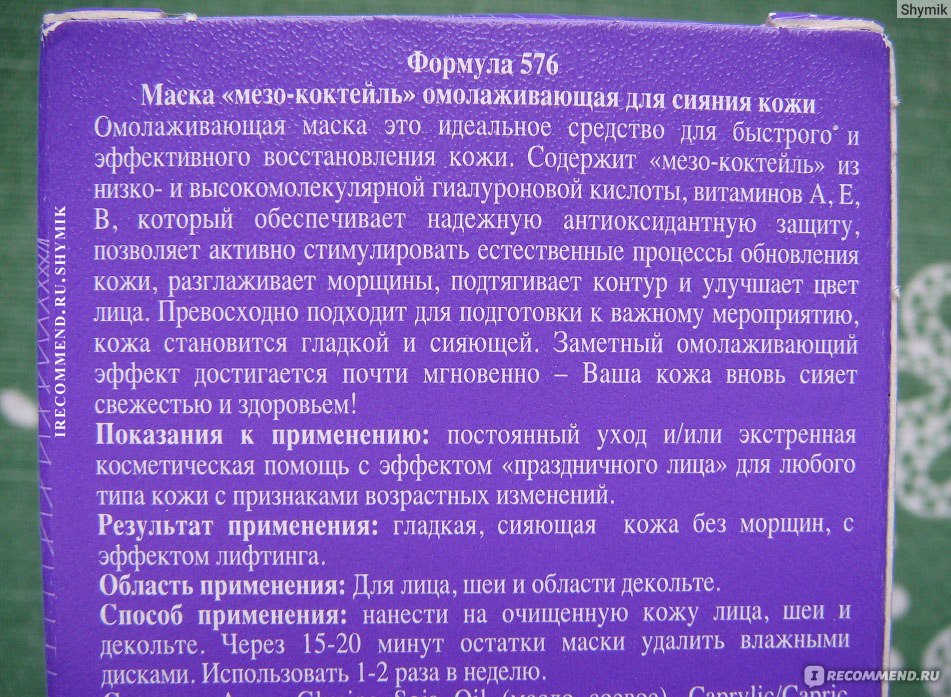 Shymik
Формула 576
Маска «мезо-коктейль» омолаживающая для сияния кожи
Омолаживающая маска это идеальное средство для быстрого и
эффективного восстановления кожи. Содержит «мезо-коктейль» из
низко- и высокомолекулярной гиалуроновой кислоты, витаминов А, Е,
В, который обеспечивает надежную антиоксидантную защиту,
позволяет активно стимулировать естественные процессы обновления
кожи, разглаживает морщины, подтягивает контур и улучшает цвет
лица. Превосходно подходит для подготовки к важному мероприятию,
кожа становится гладкой и сияющей. Заметный омолаживающий
эффект достигается почти мгновенно – Ваша кожа вновь сияет
свежестью и здоровьем!
Показания к применению: постоянный уход и/или экстренная
косметическая помощь с эффектом «праздничного лица» для любого
типа кожи с признаками возрастных изменений.
Результат применения: гладкая, сияющая кожа без морщин, с
эффектом лифтинга.
Область применения: Для лица, шеи и области декольте.
Способ применения: нанести на очищенную кожу лица, шеи и
декольте. Через 15-20 минут остатки маски удалить влажными
дисками. Использовать 1-2 раза в неделю.
Soja Oil (масло соевое), Caprylic/Capric
IRECOMMEND.RU.SHYMIK
IRECOMMEND.RU